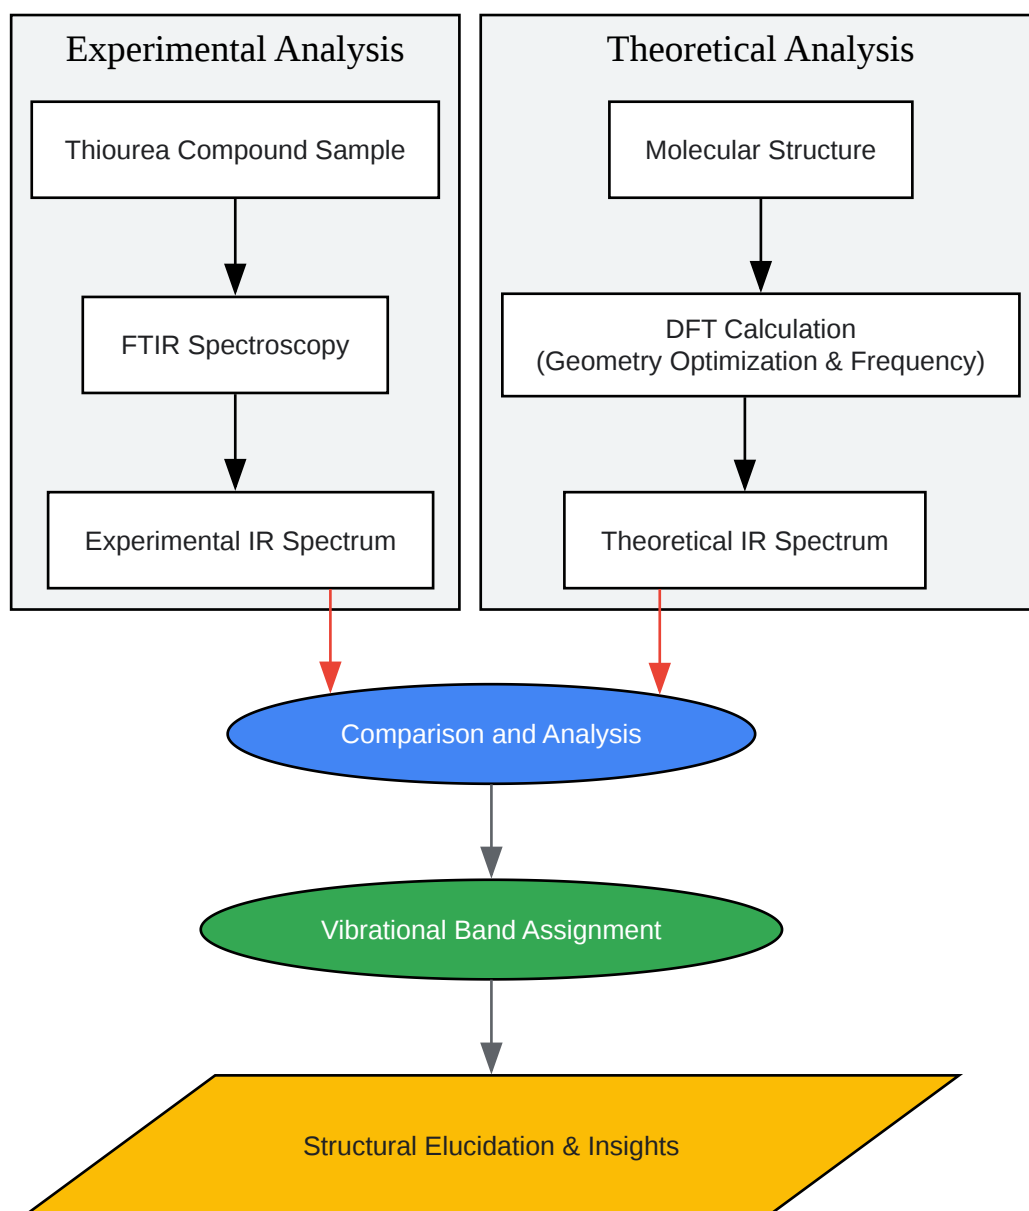 Experimental Analysis
Thiourea Compound Sample
FTIR Spectroscopy
Experimental IR Spectrum
Theoretical Analysis
Molecular Structure
DFT Calculation
(Geometry Optimization & Frequency)
Theoretical IR Spectrum
Comparison and Analysis
Vibrational Band Assignment
Structural Elucidation & Insights